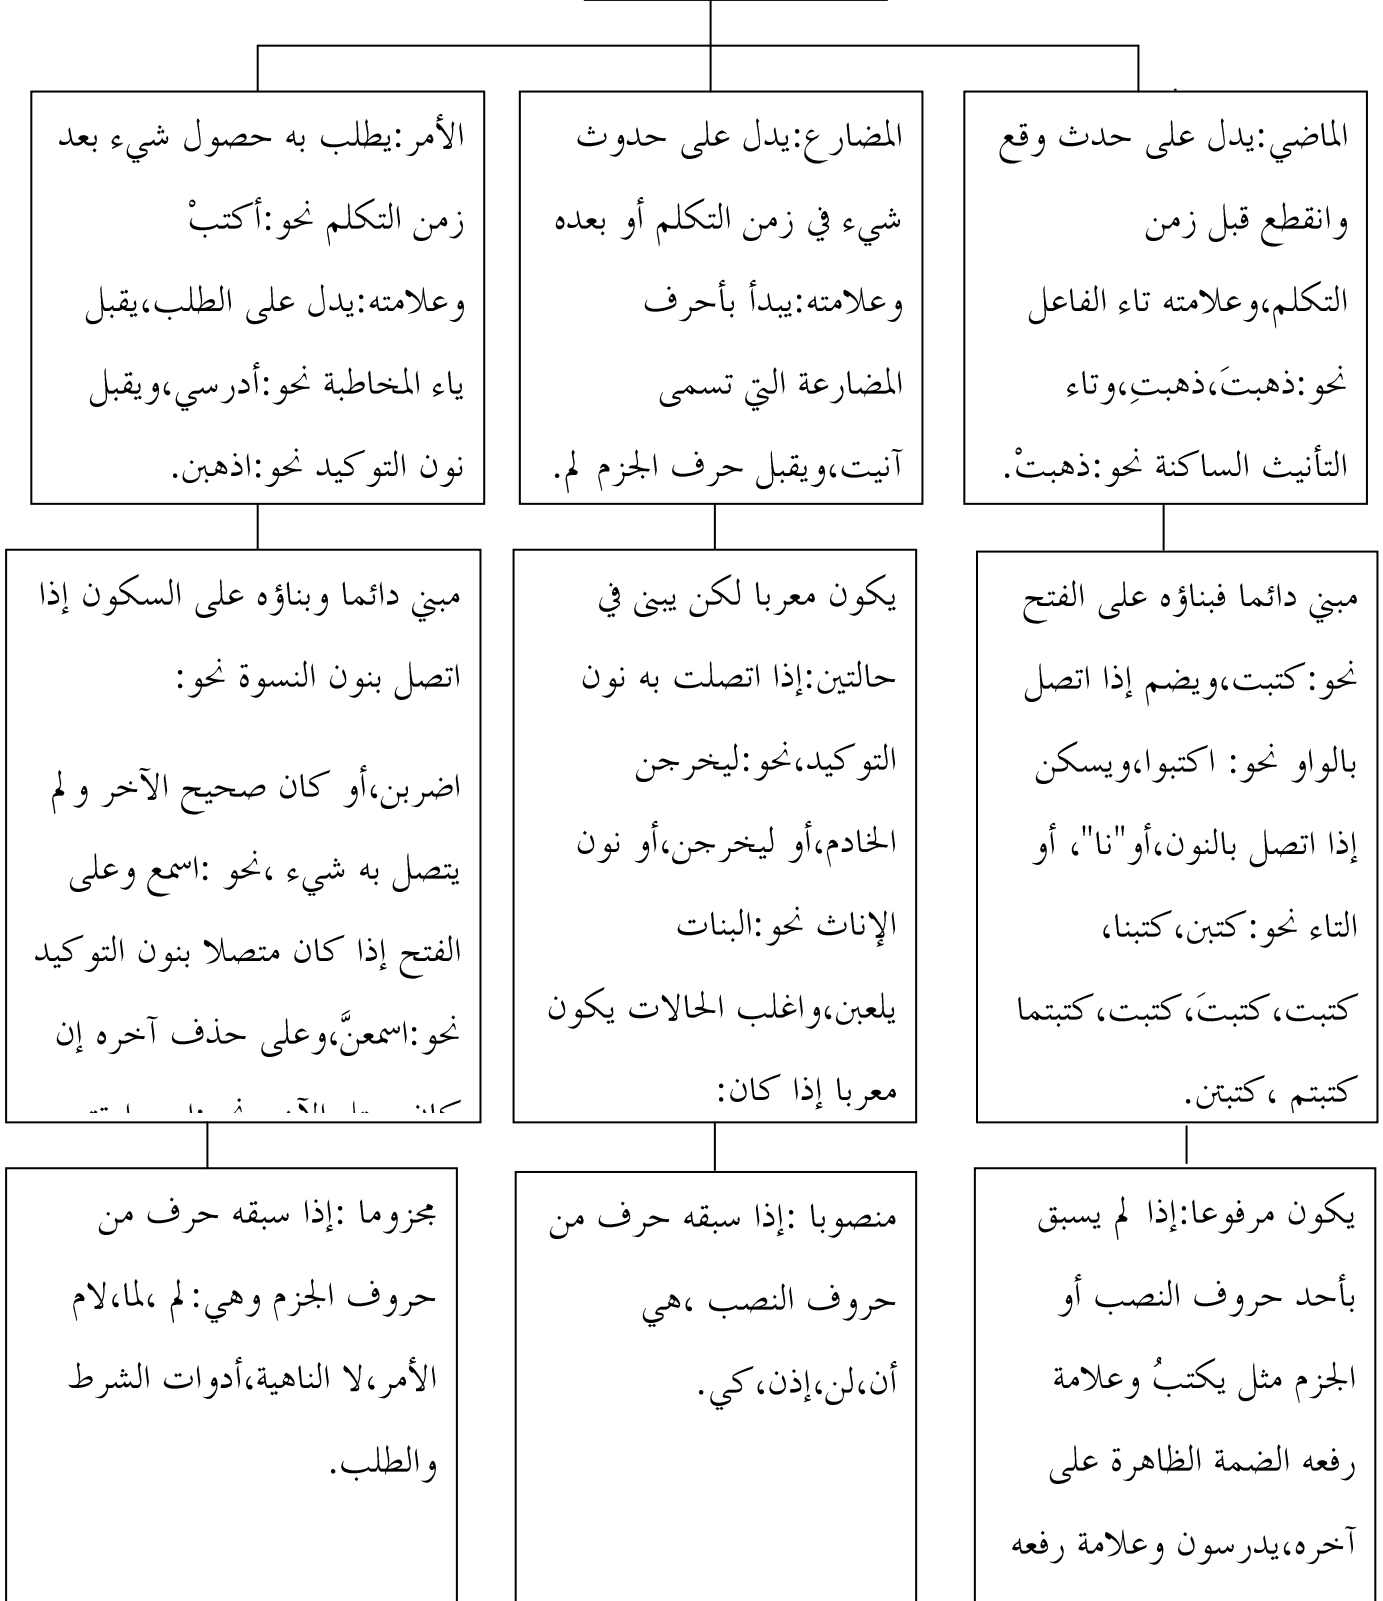 الماضي:يدل على حدث وقع
وانقطع قبل زمن
التكلم،وعلامته تاء الفاعل
نحو:ذهبتَ،ذهبتِ،وتاء
التأنيث الساكنة نحو:ذهبتْ.
المضارع:يدل على حدوث
شيء في زمن التكلم أو بعده
وعلامته:يبدأ بأحرف
المضارعة التي تسمى
آنيت،ويقبل حرف الجزم لم.
الأمر:يطلب به حصول شيء بعد
زمن التكلم نحو:أكتبْ
وعلامته:يدل على الطلب،يقبل
ياء المخاطبة نحو:أدرسي،ويقبل
نون التوكيد نحو:اذهبن.
مبني دائما فبناؤه على الفتح
نحو:كتبت،ويضم إذا اتصل
بالواو نحو: اكتبوا،ويسكن
إذا اتصل بالنون،أو"نا"، أو
التاء نحو:كتبن،كتبنا،
كتبت،كتبتَ،كتبت،كتبتما
كتبتم ،كتبتن.
يكون معربا لكن يبنى في
حالتين:إذا اتصلت به نون
التوكيد،نحو:ليخرجن
الخادم،أو ليخرجن،أو نون
الإناث نحو:البنات
يلعبن،واغلب الحالات يكون
معربا إذا كان:
مبني دائما وبناؤه على السكون إذا
اتصل بنون النسوة نحو:
اضربن،أو كان صحيح الآخر و لم
يتصل به شيء ،نحو :اسمع وعلى
الفتح إذا كان متصلا بنون التوكيد
نحو:اسمعنَّ،وعلى حذف آخره إن
يكون مرفوعا:إذا لم يسبق
بأحد حروف النصب أو
الجزم مثل يكتبُ وعلامة
رفعه الضمة الظاهرة على
آخره،يدرسون وعلامة رفعه
منصوبا :إذا سبقه حرف من
حروف النصب ،هي
أن،لن،إذن،كي.
مجزوما :إذا سبقه حرف من
حروف الجزم وهي:لم ،لما،لام
الأمر،لا الناهية،أدوات الشرط
والطلب.